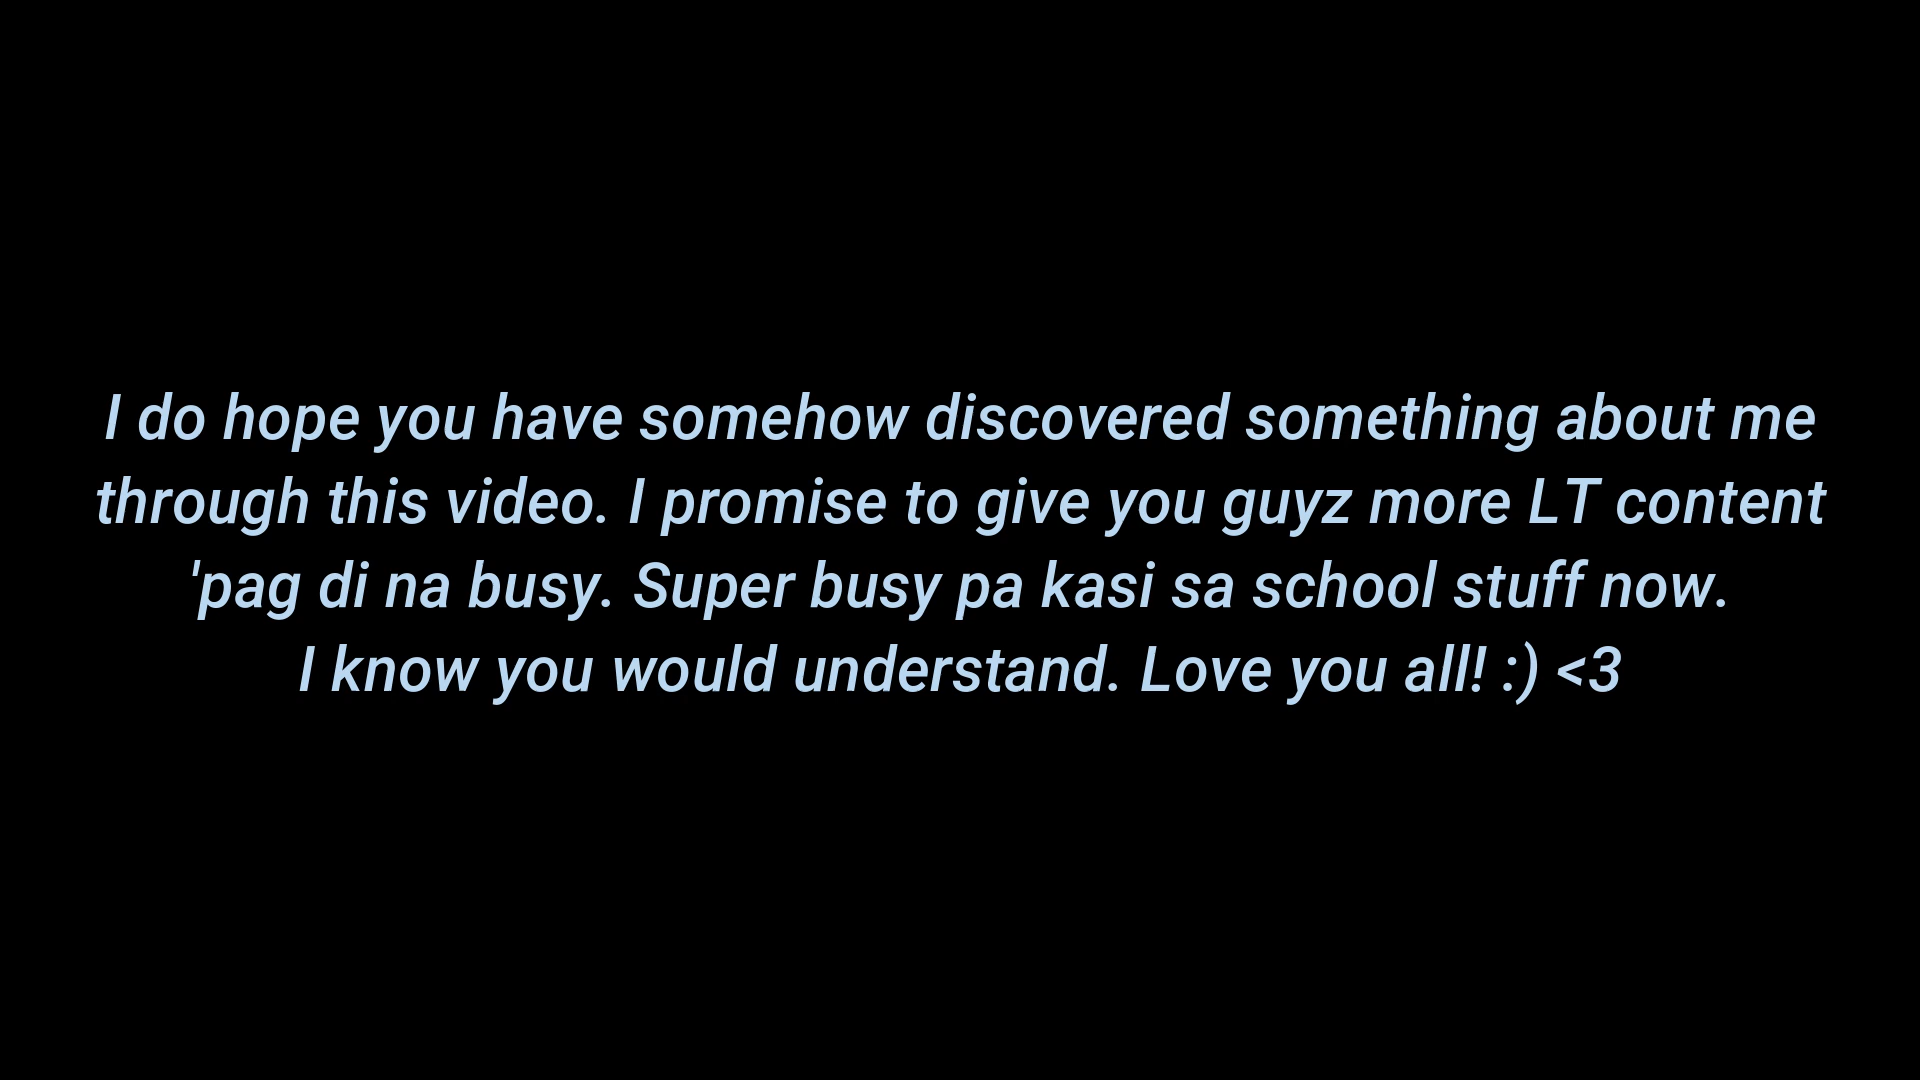 I do hope you have somehow discovered something about me
through this video. I promise to give you guyz more LT content
'pag di na busy. Super busy pa kasi sa school stuff now.
I know you would understand. Love you all! :) <3